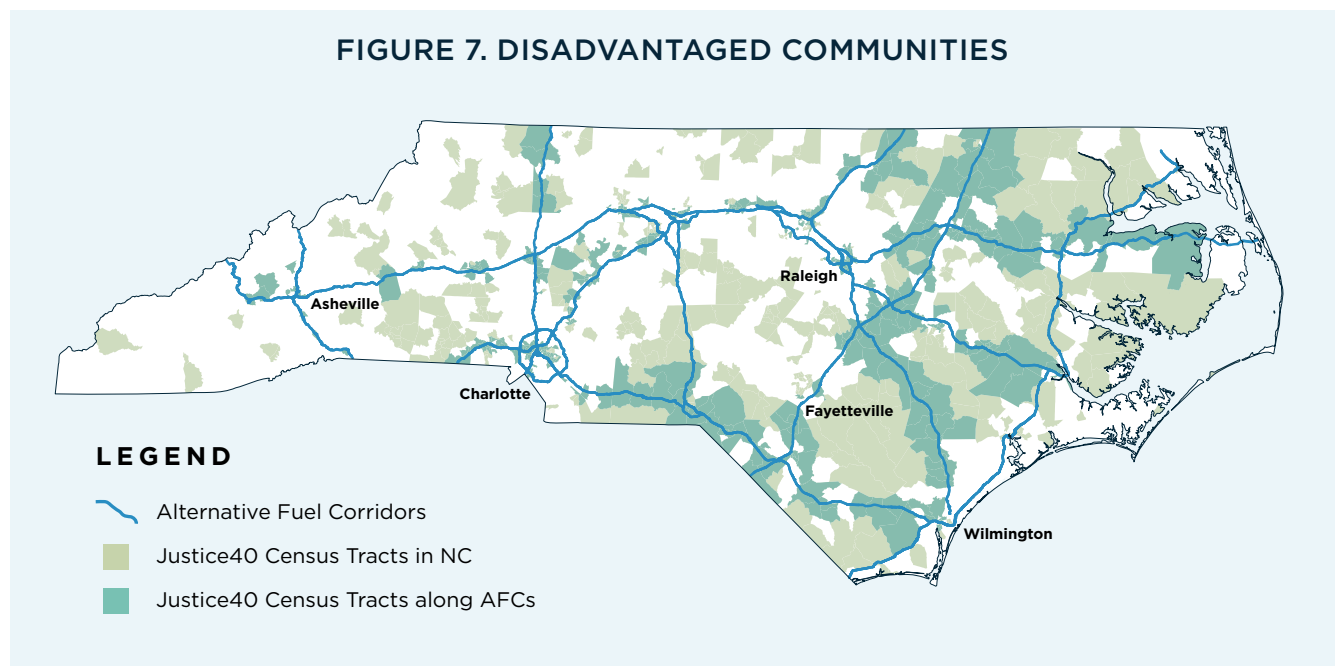 FIGURE 7. DISADVANTAGED COMMUNITIES
Raleigh
Asheville
Charlotte
Fayetteville
Wilmington
LEGEND
Alternative Fuel Corridors
Justice40 Census Tracts in NC
Justice40 Census Tracts along AFCs